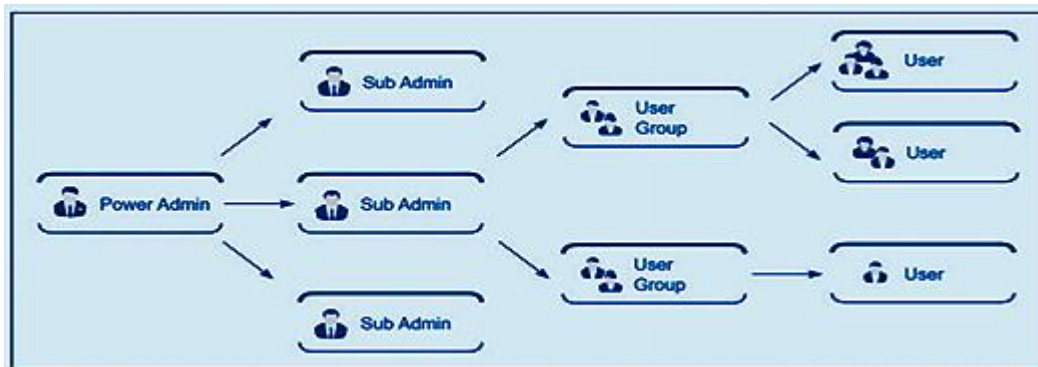 Power Admin
Sub Admin
Sub Admin
Sub Admin
User
Group
User
Group
User
User
User